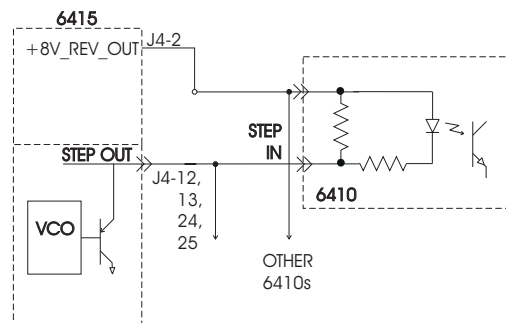 6415
+8V_REV_OUT
J4-2
STEP OUT
STEP
IN
J4-12,
13,
24,
25
VCO
6410
OTHER
6410s